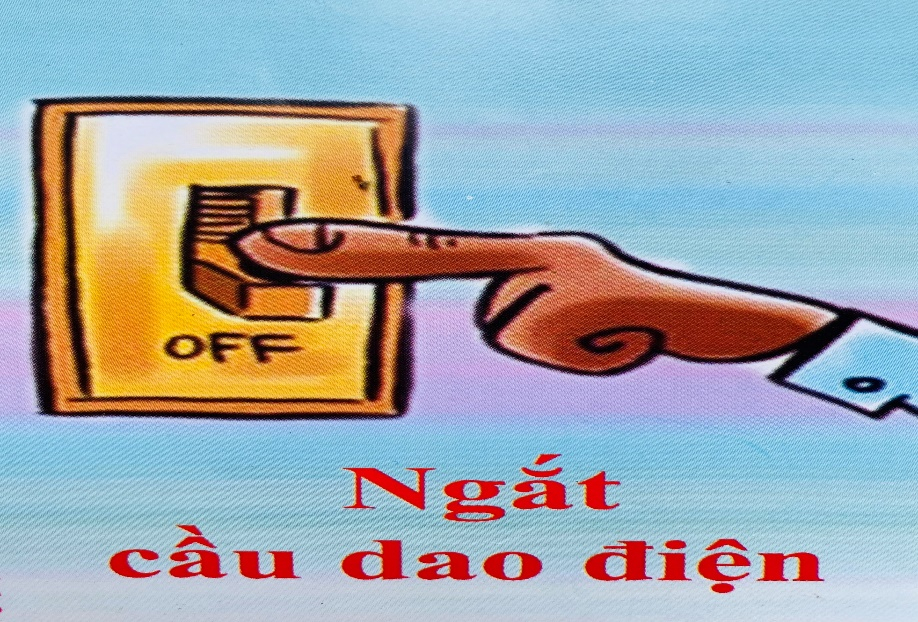 OFF
Ngắt
cầu dao điện